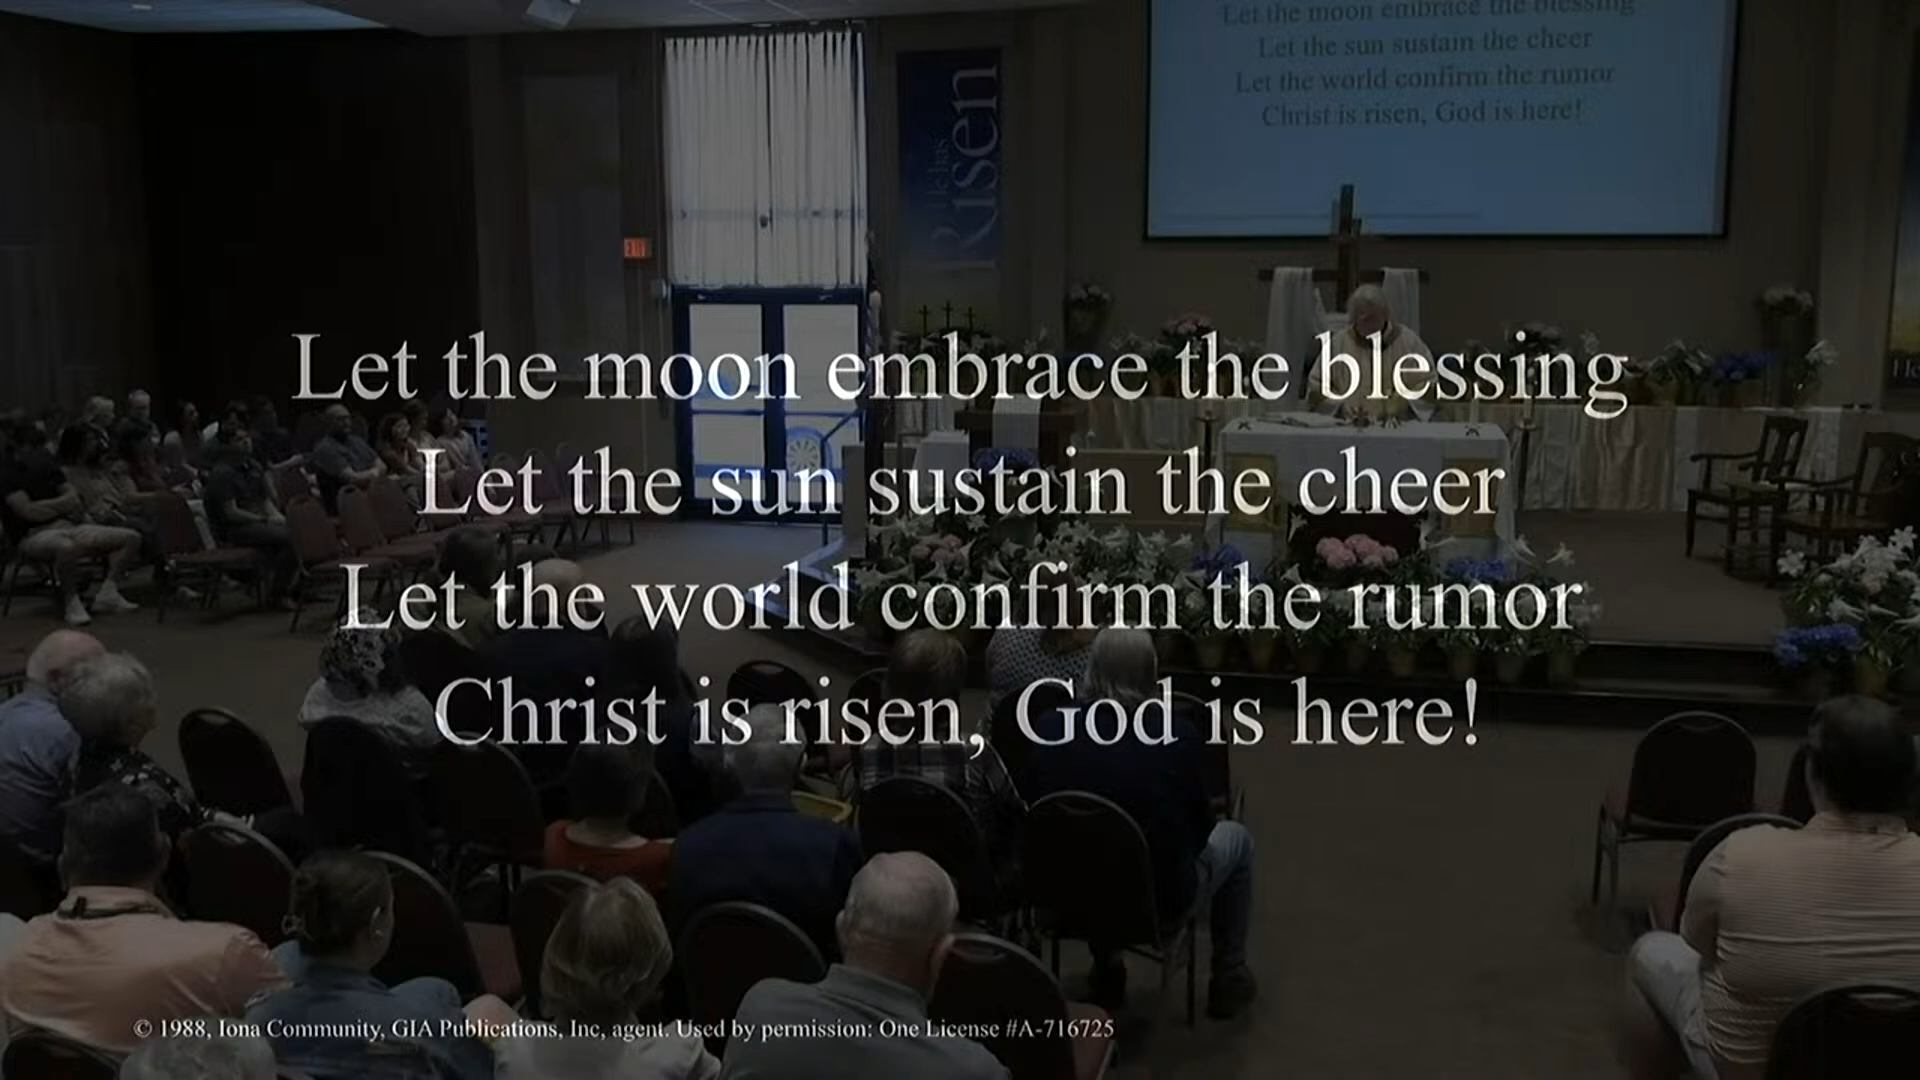 Let the moon embrace the blessing
Let the sun sustain the cheer
Let the world confirm the rumor
Christ is risen, God is here!
EXIT
He has
Risen
Let the moon embrace the blessing
Let the sun sustain the cheer
Let the world confirm the rumor
Christ is risen, God is here!
© 1988, Iona Community, GIA Publications, Inc, agent. Used by permission: One License #A-716725